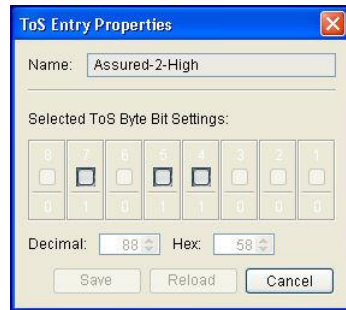 ToS Entry Properties
Name: Assured-2-High
Selected ToS Byte Bit Settings:
8 7 6 5 4 3 2 1
0 1 0 1 1 0 0 0
Decimal: 88 Hex: 58
Save Reload Cancel